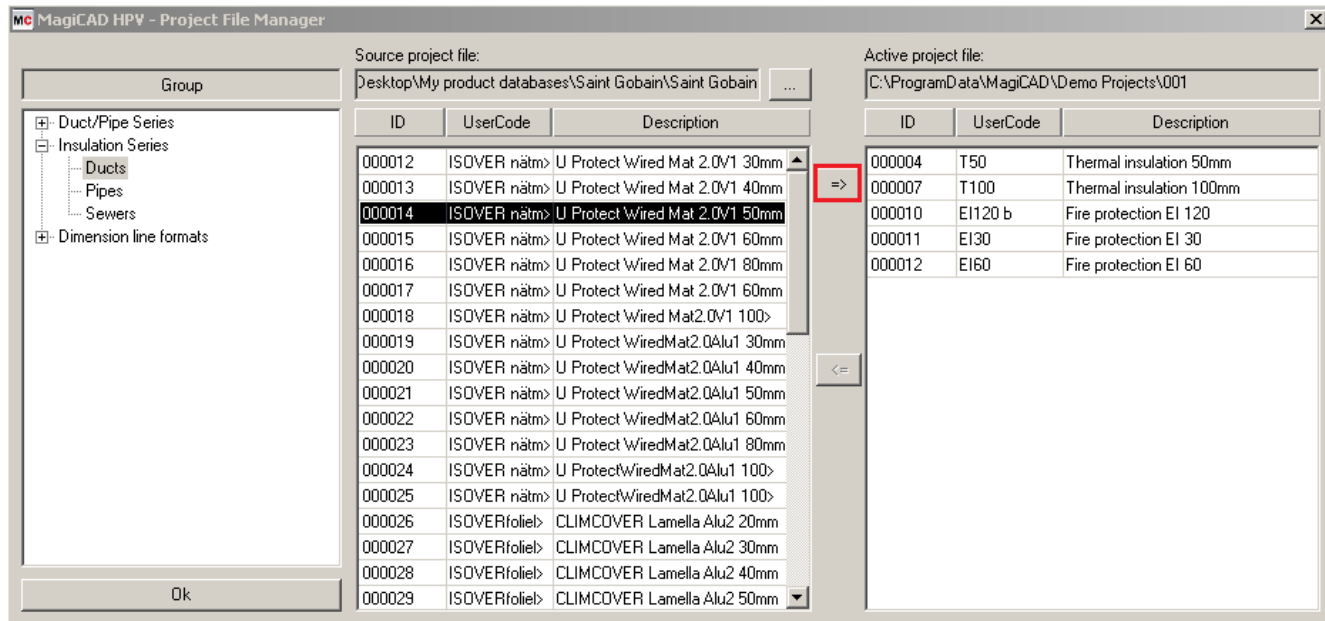 MC MagiCAD HPV - Project File Manager
Source project file:
Active project file:
Group
Desktop\My product databases\Saint Gobain\Saint Gobain ...
C:\ProgramData\MagiCAD\Demo Projects\001
ID UserCode Description
ID UserCode Description
Duct/Pipe Series
Insulation Series
Ducts
Pipes
Sewers
Dimension line formats
Ok
000012 ISOVER nätm> U Protect Wired Mat 2.0V1 30mm
000013 ISOVER nätm> U Protect Wired Mat 2.0V1 40mm
000014 ISOVER nätm> U Protect Wired Mat 2.0V1 50mm
000015 ISOVER nätm> U Protect Wired Mat 2.0V1 60mm
000016 ISOVER nätm> U Protect Wired Mat 2.0V1 80mm
000017 ISOVER nätm> U Protect Wired Mat 2.0V1 60mm
000018 ISOVER nätm> U Protect Wired Mat2.0V1 100>
000019 ISOVER nätm> U Protect WiredMat2.0Alu1 30mm
000020 ISOVER nätm> U Protect WiredMat2.0Alu1 40mm
000021 ISOVER nätm> U Protect WiredMat2.0Alu1 50mm
000022 ISOVER nätm> U Protect WiredMat2.0Alu1 60mm
000023 ISOVER nätm> U Protect WiredMat2.0Alu1 80mm
000024 ISOVER nätm> U ProtectWiredMat2.0Alu1 100>
000025 ISOVER nätm> U ProtectWiredMat2.0Alu1 100>
000026 ISOVERfoliel> CLIMCOVER Lamella Alu2 20mm
000027 ISOVERfoliel> CLIMCOVER Lamella Alu2 30mm
000028 ISOVERfoliel> CLIMCOVER Lamella Alu2 40mm
000029 ISOVERfoliel> CLIMCOVER Lamella Alu2 50mm
=>
<=
000004 T50 Thermal insulation 50mm
000007 T100 Thermal insulation 100mm
000010 EI120 b Fire protection EI 120
000011 EI30 Fire protection EI 30
000012 EI60 Fire protection EI 60